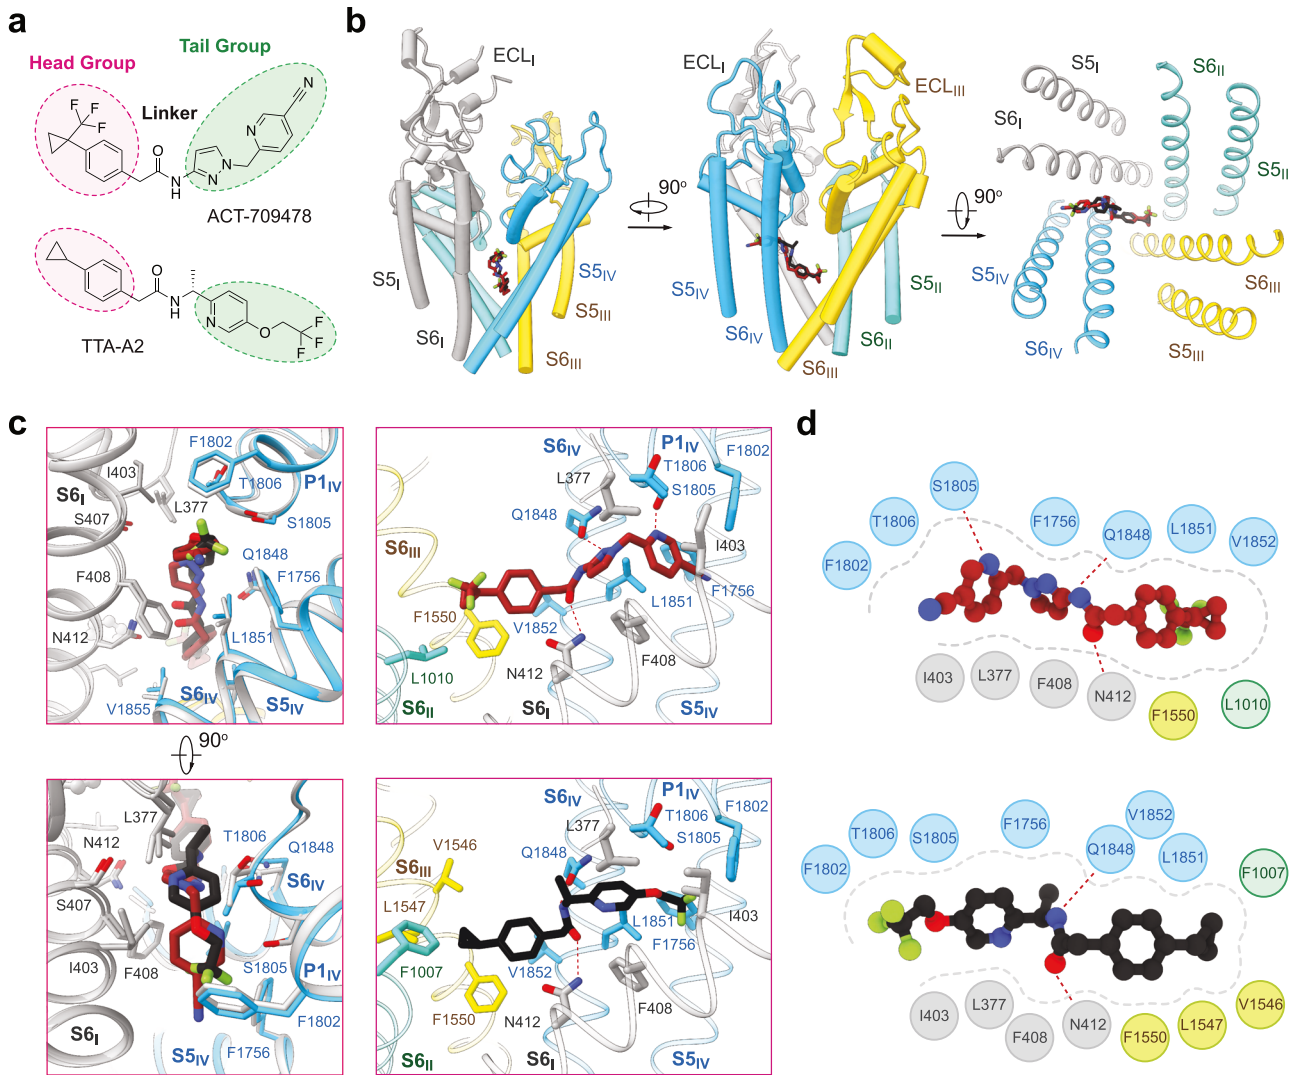 a
Head Group
Tail Group
Linker
F
F
F
O
N
H
N
N
N
N
ACT-709478
O
N
H
N
O
F
F
F
TTA-A2
b
ECLI
S5I
S6I
S5IV
S5III
S6III
90°
ECLI
ECLIII
S5IV
S6IV
S5II
S6II
S6III
90°
S5I
S6II
S6I
S5II
S5IV
S6IV
S6III
S5III
c
F1802
I403
T1806
P1IV
S6I
L377
S407
S1805
Q1848
F408
F1756
N412
L1851
S6IV
V1855
S5IV
S6IV
P1IV
F1802
T1806
L377
S1805
Q1848
S6III
I403
F1550
L1851
F1756
V1852
N412
F408
L1010
S6II
S6I
S5IV
90°
L377
N412
T1806
Q1848
S6IV
S407
I403
F408
S1805
P1IV
F1802
S6I
S5IV
F1756
S6IV
P1IV
F1802
T1806
L377
S1805
V1546
Q1848
S6III
L1547
I403
L1851
F1756
F1007
V1852
F408
F1550
N412
S6I
S6II
S5IV
d
S1805
T1806
F1756
Q1848
L1851
V1852
F1802
I403
L377
F408
N412
F1550
L1010
T1806
S1805
F1756
V1852
Q1848
L1851
F1802
F1007
I403
L377
F408
N412
F1550
L1547
V1546